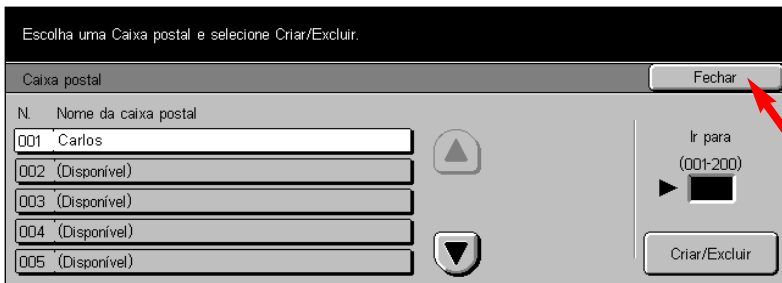 Escolha uma Caixa postal e selecione Criar/Excluir.
Caixa postal
Fechar
N. Nome da caixa postal
001 Carlos
002 (Disponível)
003 (Disponível)
004 (Disponível)
005 (Disponível)
Ir para
(001-200)
Criar/Excluir